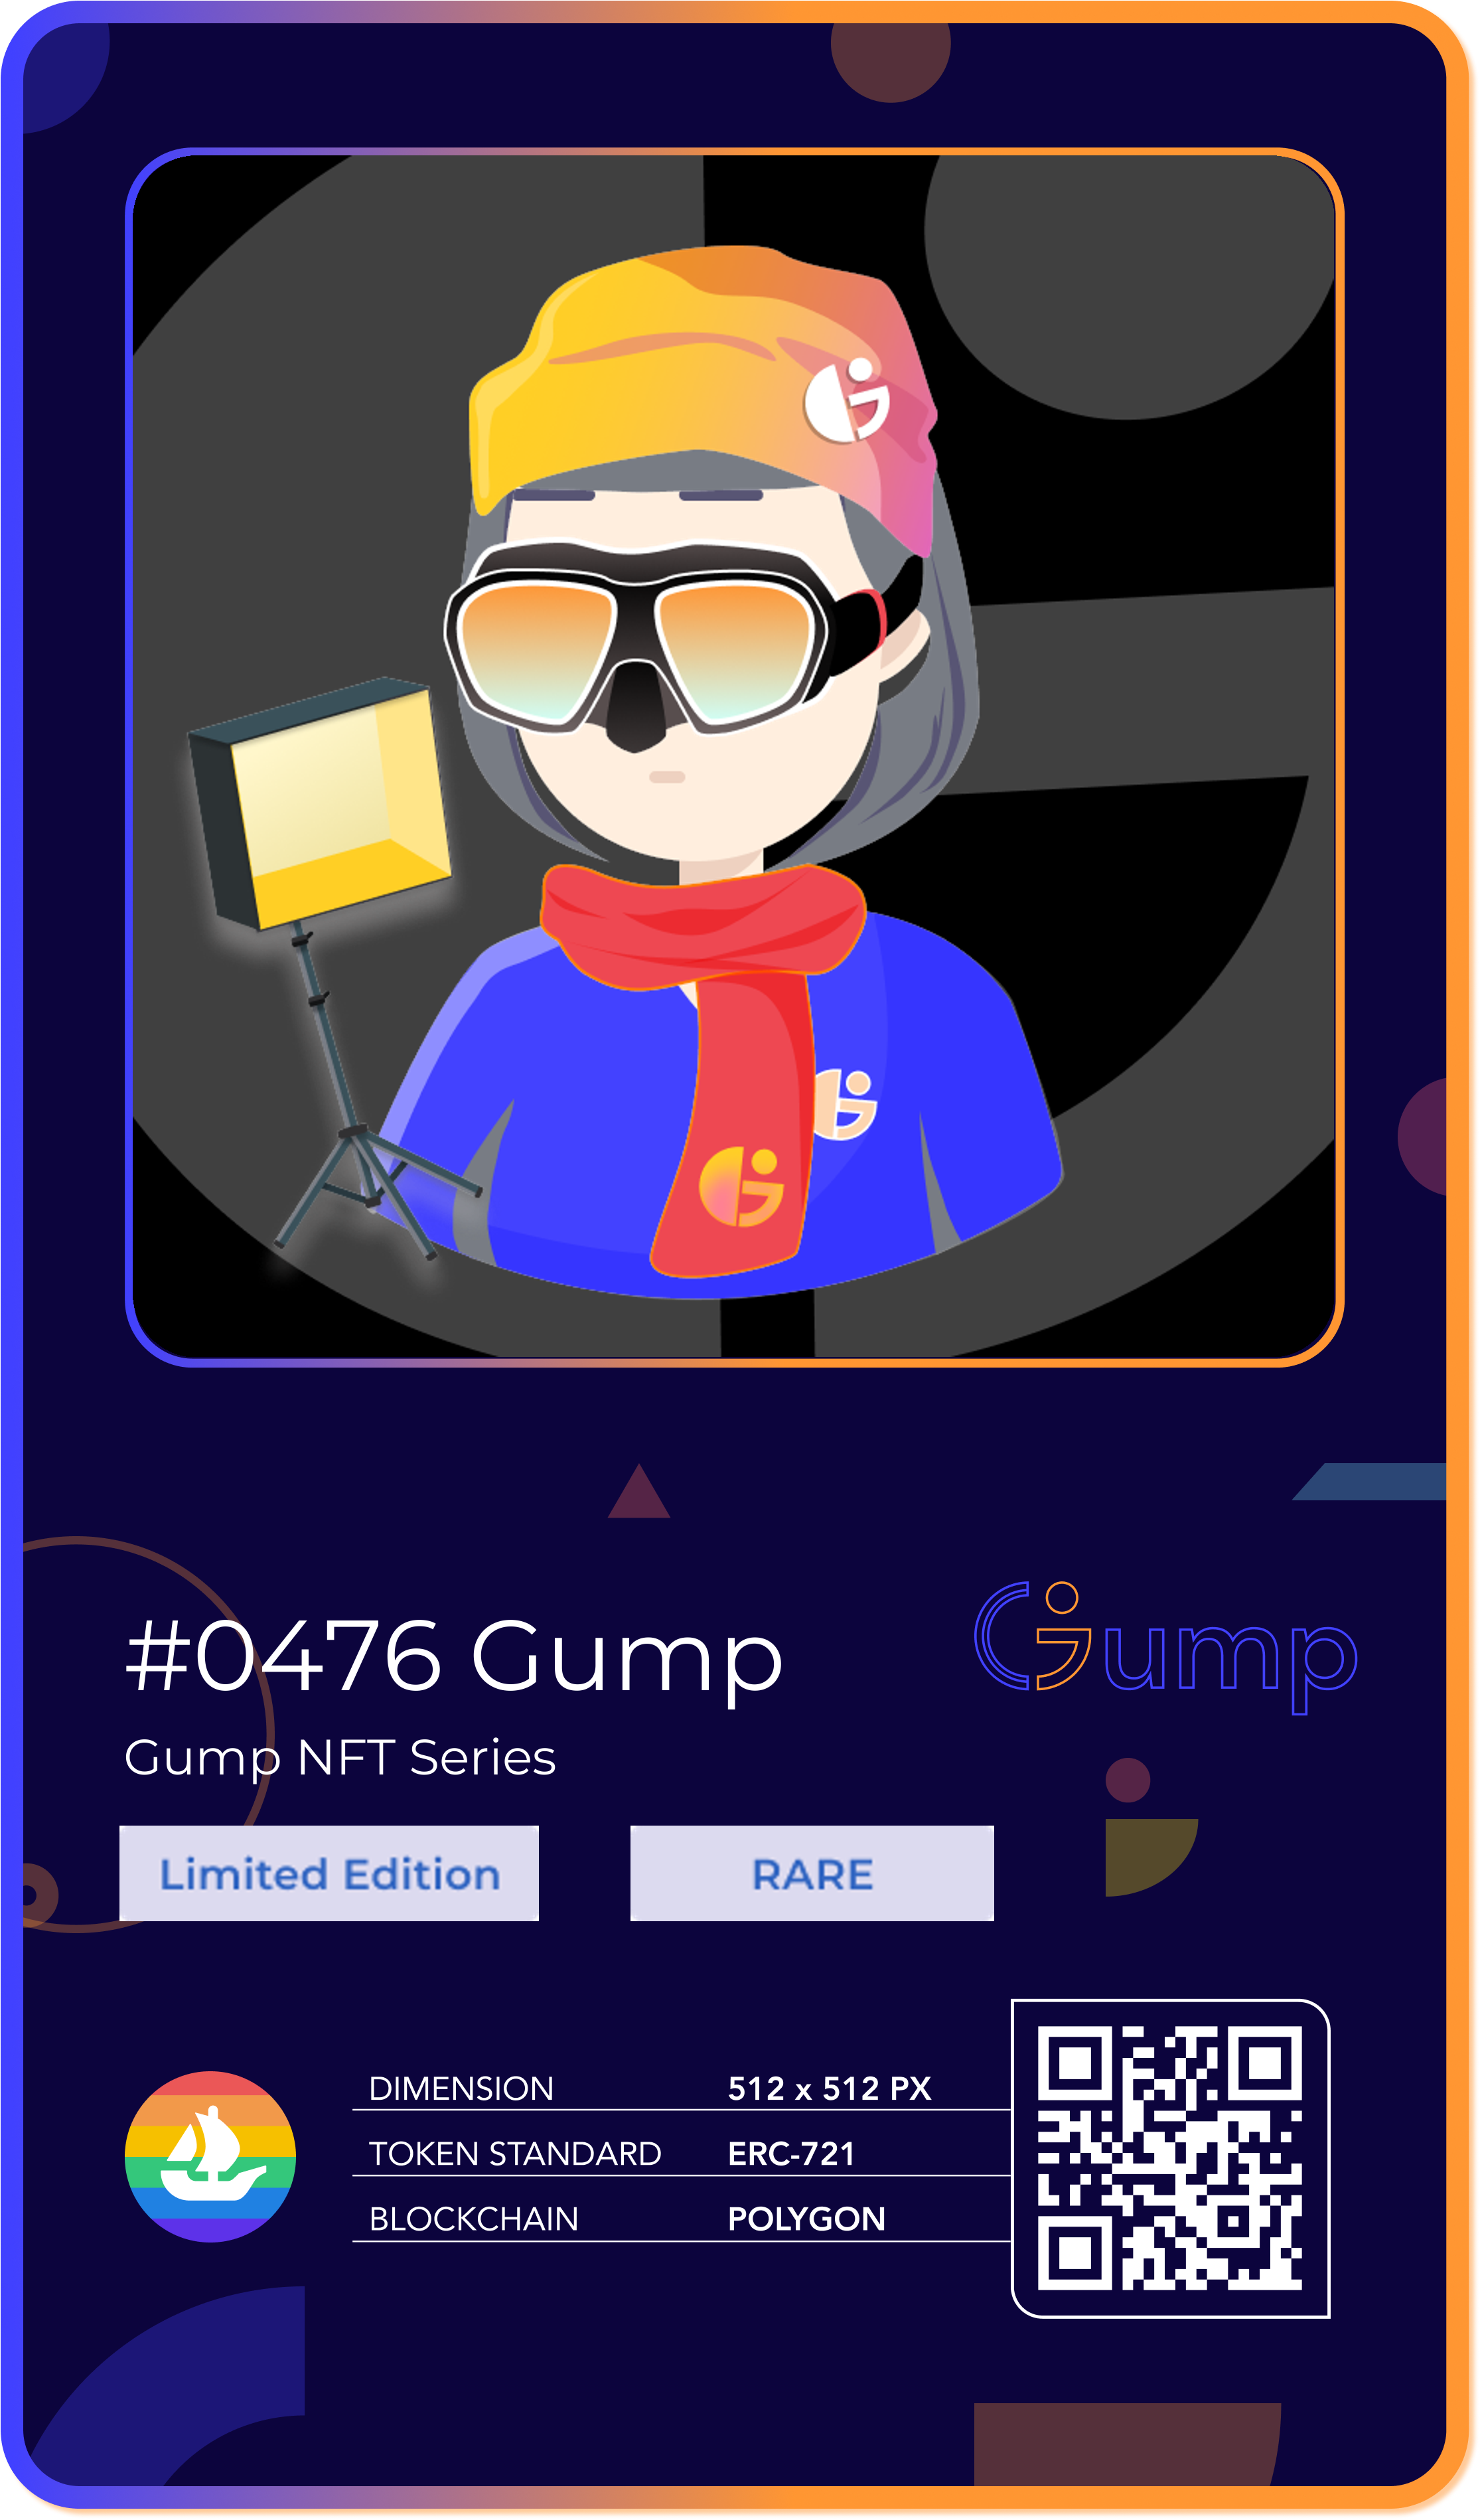 #0476 Gump
Gump
Gump NFT Series
Limited Edition
RARE
DIMENSION 512 x 512 PX
TOKEN STANDARD ERC-721
BLOCKCHAIN POLYGON